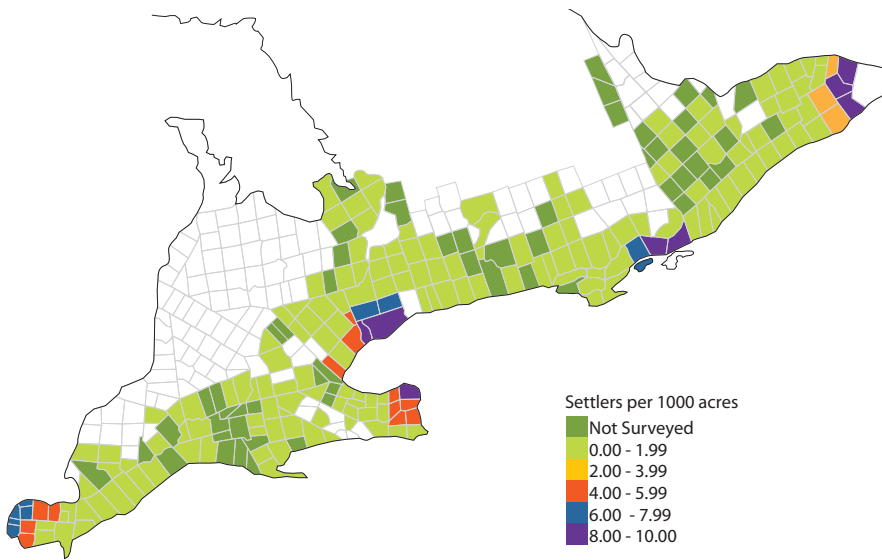 Settlers per 1000 acres
Not Surveyed
0.00 - 1.99
2.00 - 3.99
4.00 - 5.99
6.00 - 7.99
8.00 - 10.00